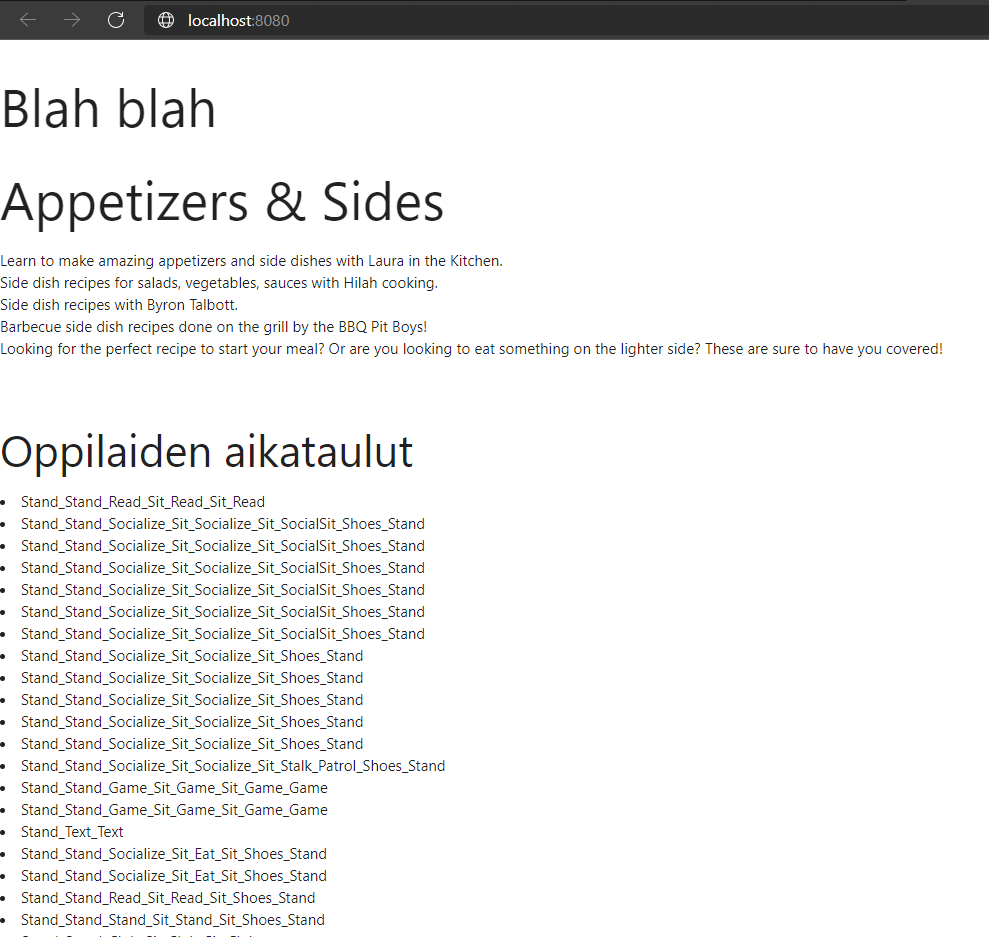 localhost:8080
Blah blah
Appetizers & Sides
Learn to make amazing appetizers and side dishes with Laura in the Kitchen.
Side dish recipes for salads, vegetables, sauces with Hilah cooking.
Side dish recipes with Byron Talbott.
Barbecue side dish recipes done on the grill by the BBQ Pit Boys!
Looking for the perfect recipe to start your meal? Or are you looking to eat something on the lighter side? These are sure to have you covered!
Oppilaiden aikataulut
Stand_Stand_Read_Sit_Read_Sit_Read
Stand_Stand_Socialize_Sit_Socialize_Sit_SocialSit_Shoes_Stand
Stand_Stand_Socialize_Sit_Socialize_Sit_SocialSit_Shoes_Stand
Stand_Stand_Socialize_Sit_Socialize_Sit_SocialSit_Shoes_Stand
Stand_Stand_Socialize_Sit_Socialize_Sit_SocialSit_Shoes_Stand
Stand_Stand_Socialize_Sit_Socialize_Sit_SocialSit_Shoes_Stand
Stand_Stand_Socialize_Sit_Socialize_Sit_SocialSit_Shoes_Stand
Stand_Stand_Socialize_Sit_Socialize_Sit_Shoes_Stand
Stand_Stand_Socialize_Sit_Socialize_Sit_Shoes_Stand
Stand_Stand_Socialize_Sit_Socialize_Sit_Shoes_Stand
Stand_Stand_Socialize_Sit_Socialize_Sit_Shoes_Stand
Stand_Stand_Socialize_Sit_Socialize_Sit_Shoes_Stand
Stand_Stand_Socialize_Sit_Socialize_Sit_Stalk_Patrol_Shoes_Stand
Stand_Stand_Game_Sit_Game_Sit_Game_Game
Stand_Stand_Game_Sit_Game_Sit_Game_Game
Stand_Text_Text
Stand_Stand_Socialize_Sit_Eat_Sit_Shoes_Stand
Stand_Stand_Socialize_Sit_Eat_Sit_Shoes_Stand
Stand_Stand_Read_Sit_Read_Sit_Shoes_Stand
Stand_Stand_Stand_Sit_Stand_Sit_Shoes_Stand